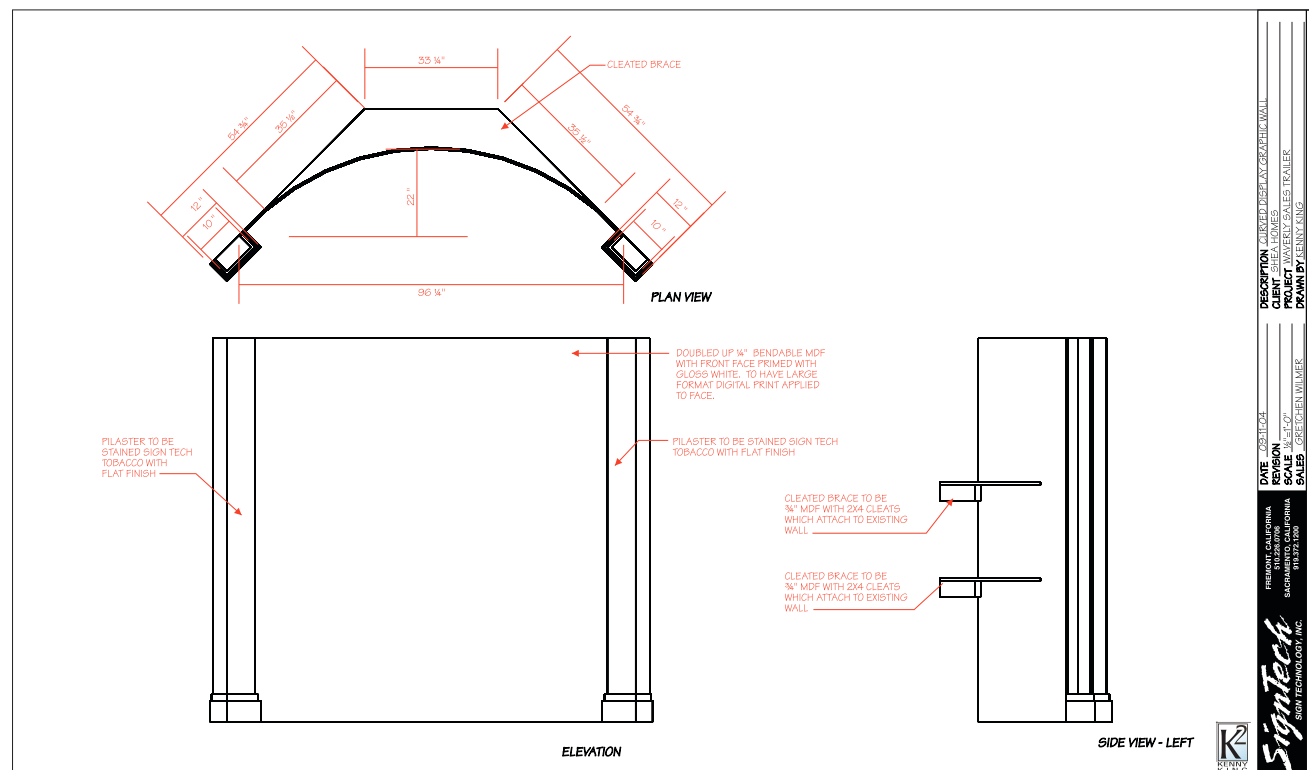 33 ¼"
CLEATED BRACE
54 ¾"
35 ½"
12"
10"
22"
54 ¾"
35 ½"
12"
10"
96 ¼"
PLAN VIEW
DOUBLED UP ¼" BENDABLE MDF
WITH FRONT FACE PRIMED WITH
GLOSS WHITE. TO HAVE LARGE
FORMAT DIGITAL PRINT APPLIED
TO FACE.
PILASTER TO BE
STAINED SIGN TECH
TOBACCO WITH
FLAT FINISH
PILASTER TO BE STAINED SIGN TECH
TOBACCO WITH FLAT FINISH
CLEATED BRACE TO BE
¾" MDF WITH 2X4 CLEATS
WHICH ATTACH TO EXISTING
WALL
CLEATED BRACE TO BE
¾" MDF WITH 2X4 CLEATS
WHICH ATTACH TO EXISTING
WALL
ELEVATION
SIDE VIEW - LEFT
DESCRIPTION CURVED DISPLAY GRAPHIC WALL
CLIENT SHEA HOMES
PROJECT WAVERLY SALES TRAILER
DRAWN BY KENNY KING
DATE 09-11-04
REVISION
SCALE ½"=1'-0"
SALES GRETCHEN WILMER
FREMONT, CALIFORNIA
510.226.0706
SACRAMENTO, CALIFORNIA
919.372.1200
SignTech
SIGN TECHNOLOGY, INC.
K2
KENNY
KING